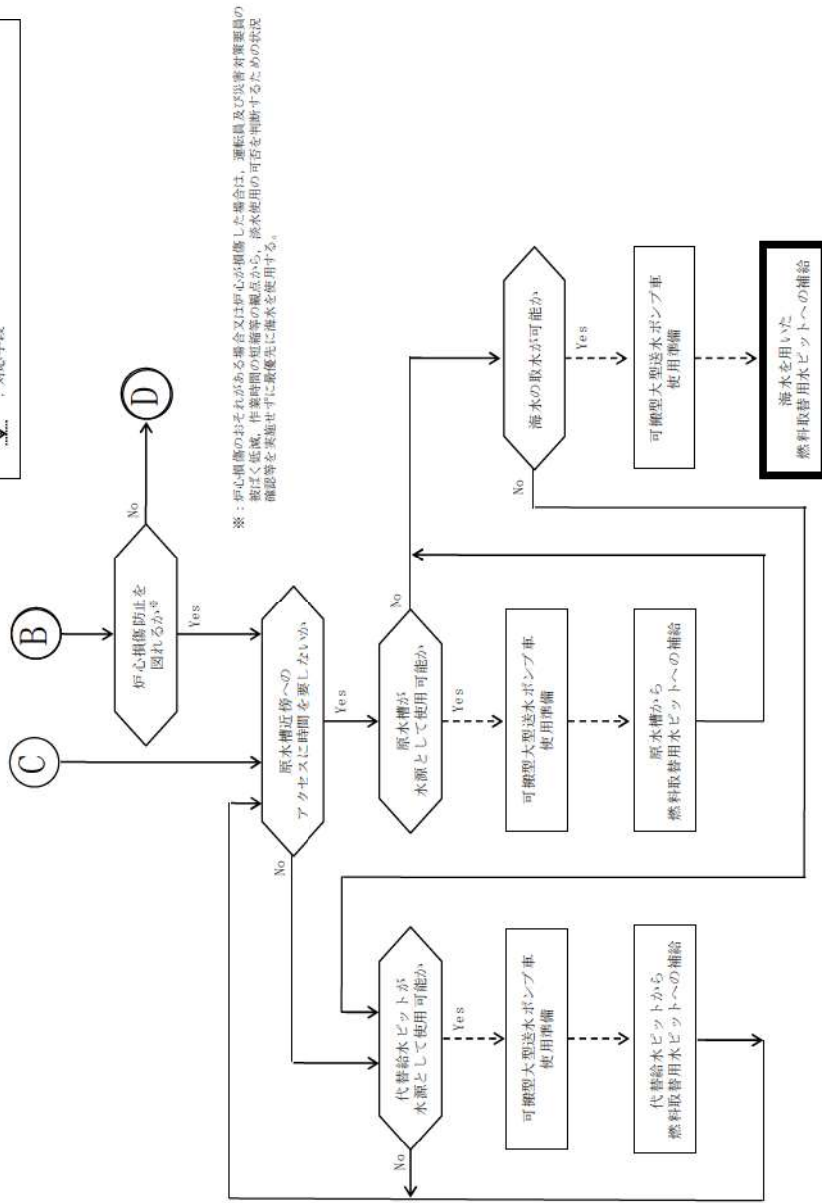 B
C
炉心損傷防止を
図れるか※
No
D
Yes
※：炉心損傷のおそれがある場合又は炉心が損傷した場合は，運転員及び災害対策要員の
被ばく低減，作業時間の短縮等の観点から，淡水使用の可否を判断するための状況
確認等を実施せずに最優先に海水を使用する。
原水槽近傍への
アクセスに時間を要しないか
No
Yes
代替給水ピットが
水源として使用可能か
No
Yes
可搬型大型送水ポンプ車
使用準備
代替給水ピットから
燃料取替用水ピットへの補給
原水槽が
水源として使用可能か
No
Yes
可搬型大型送水ポンプ車
使用準備
原水槽から
燃料取替用水ピットへの補給
海水の取水が可能か
No
Yes
可搬型大型送水ポンプ車
使用準備
海水を用いた
燃料取替用水ピットへの補給